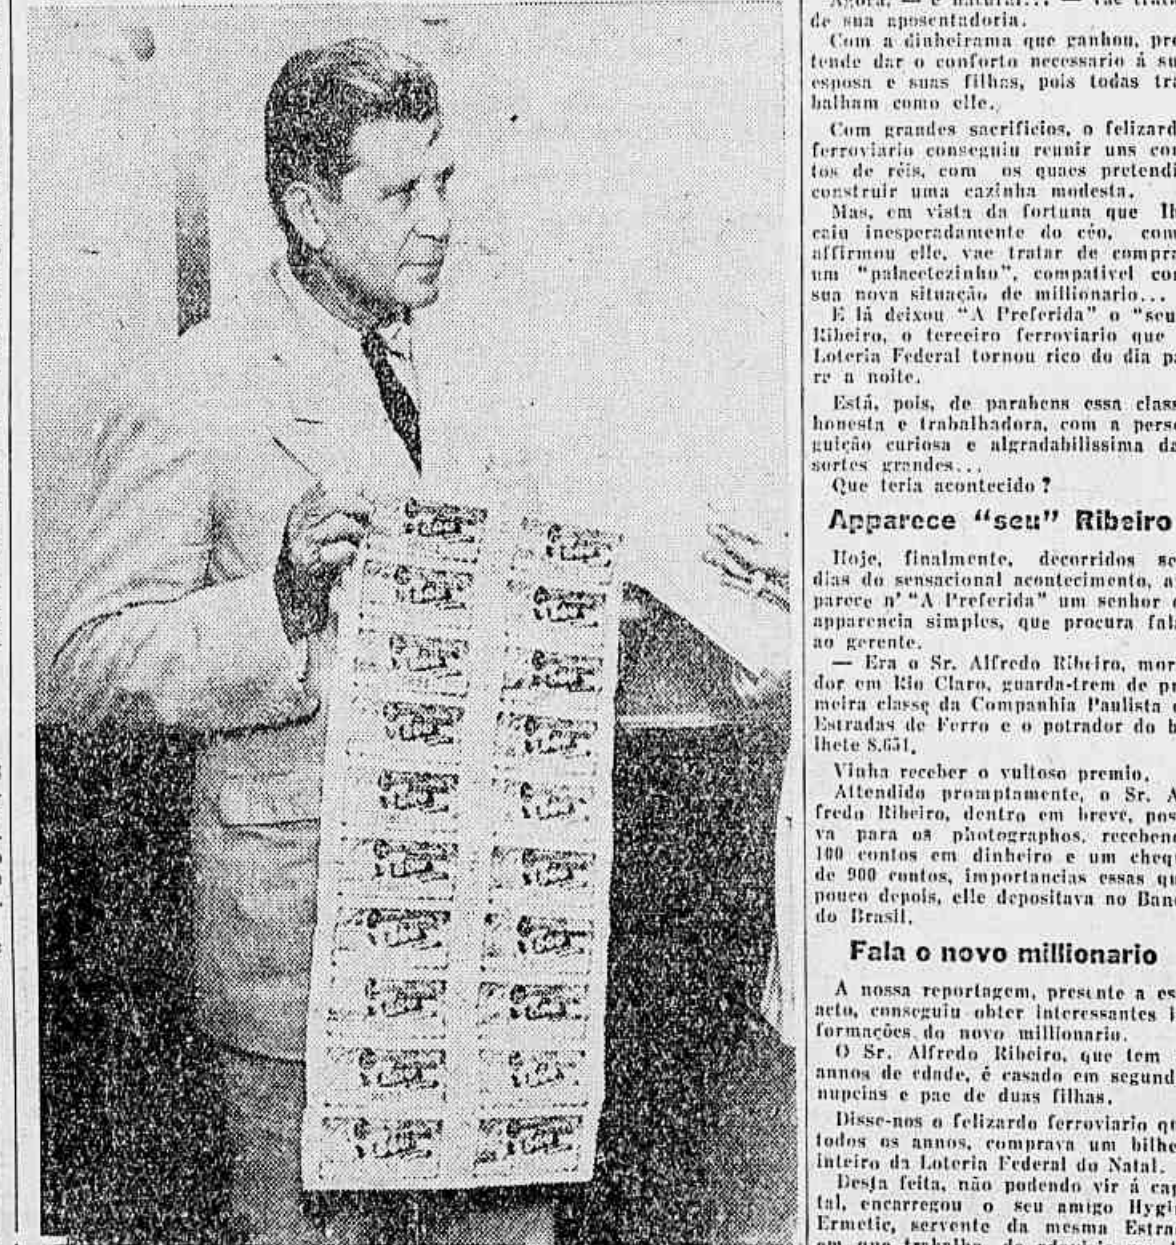 de sua aposentadoria.
Com a dinheirama que ganhou, pre
tende dar o conforto necessario á su
esposa e suas filhas, pois todas tra
balham como elle.
Com grandes sacrificios, o felizard
ferroviario conseguiu reunir uns con
tos de réis, com os quaes pretendi
construir uma cazinha modesta.
Mas, em vista da fortuna que lh
caiu inesperadamente do céo, com
affirmou elle, vae tratar de compra
um "palacetezinho", compativel con
sua nova situação de millionario...
E lá deixou "A Preferida" o "seu
Ribeiro, o terceiro ferroviario que
Loteria Federal tornou rico do dia pa
ra a noite.
Está, pois, de parabens essa class
honesta e trabalhadora, com a perse
guição curiosa e algradabilissima da
sortes grandes...
Que teria acontecido?
Apparece "seu" Ribeiro
Hoje, finalmente, decorridos se
dias do sensacional acontecimento, a
parece n' "A Preferida" um senhor d
apparencia simples, que procura fala
ao gerente.
— Era o Sr. Alfredo Ribeiro, mor
dor em Rio Claro, guarda-trem de pr
meira classe da Companhia Paulista d
Estradas de Ferro e o potrador do b
lhete 8.651.
Vinha receber o vultoso premio.
Attendido promptamente, o Sr. A
fredo Ribeiro, dentro em breve, pos
va para os photographos, recebend
100 contos em dinheiro e um chequ
de 900 contos, importancias essas qu
pouco depois, elle depositava no Banc
do Brasil.
Fala o novo millionario
A nossa reportagem, presente a es
acto, conseguiu obter interessantes i
formações do novo millionario.
O Sr. Alfredo Ribeiro, que tem
annos de edade, é casado em segund
nupcias e pae de duas filhas.
Disse-nos o felizardo ferroviario qu
todos os annos, comprava um bilhe
inteiro da Loteria Federal do Natal.
Desta feita, não podendo vir á cap
tal, encarregou o seu amigo Hygi
Ermetic, servente da mesma Estra